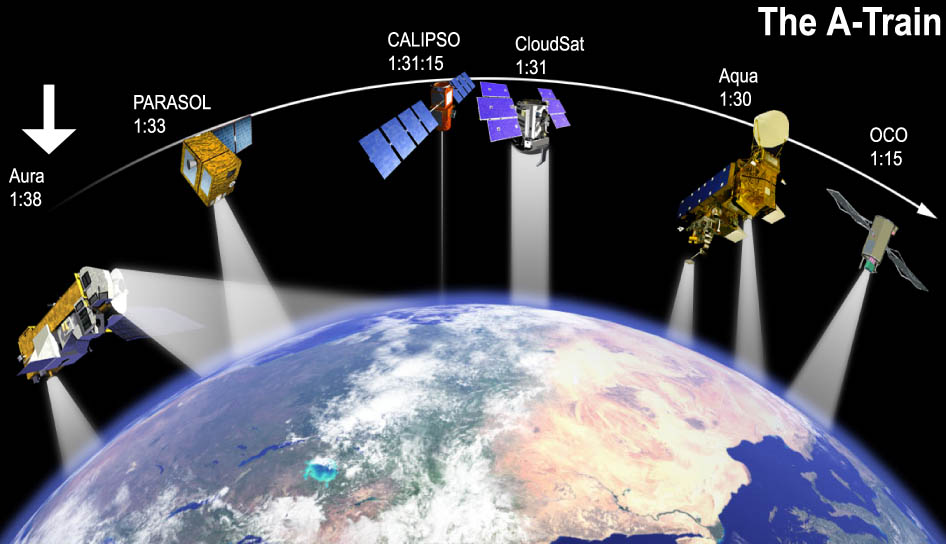 The A-Train
CALIPSO
1:31:15
CloudSat
1:31
Aqua
1:30
PARASOL
1:33
OCO
1:15
Aura
1:38